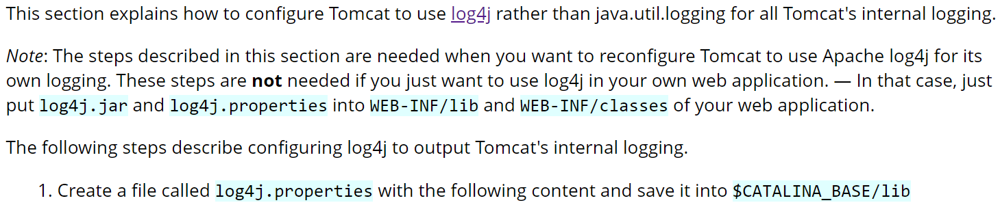 This section explains how to configure Tomcat to use log4j rather than java.util.logging for all Tomcat's internal logging.
Note: The steps described in this section are needed when you want to reconfigure Tomcat to use Apache log4j for its
own logging. These steps are not needed if you just want to use log4j in your own web application. — In that case, just
put log4j.jar and log4j.properties into WEB-INF/lib and WEB-INF/classes of your web application.
The following steps describe configuring log4j to output Tomcat's internal logging.
1. Create a file called log4j.properties with the following content and save it into $CATALINA_BASE/lib